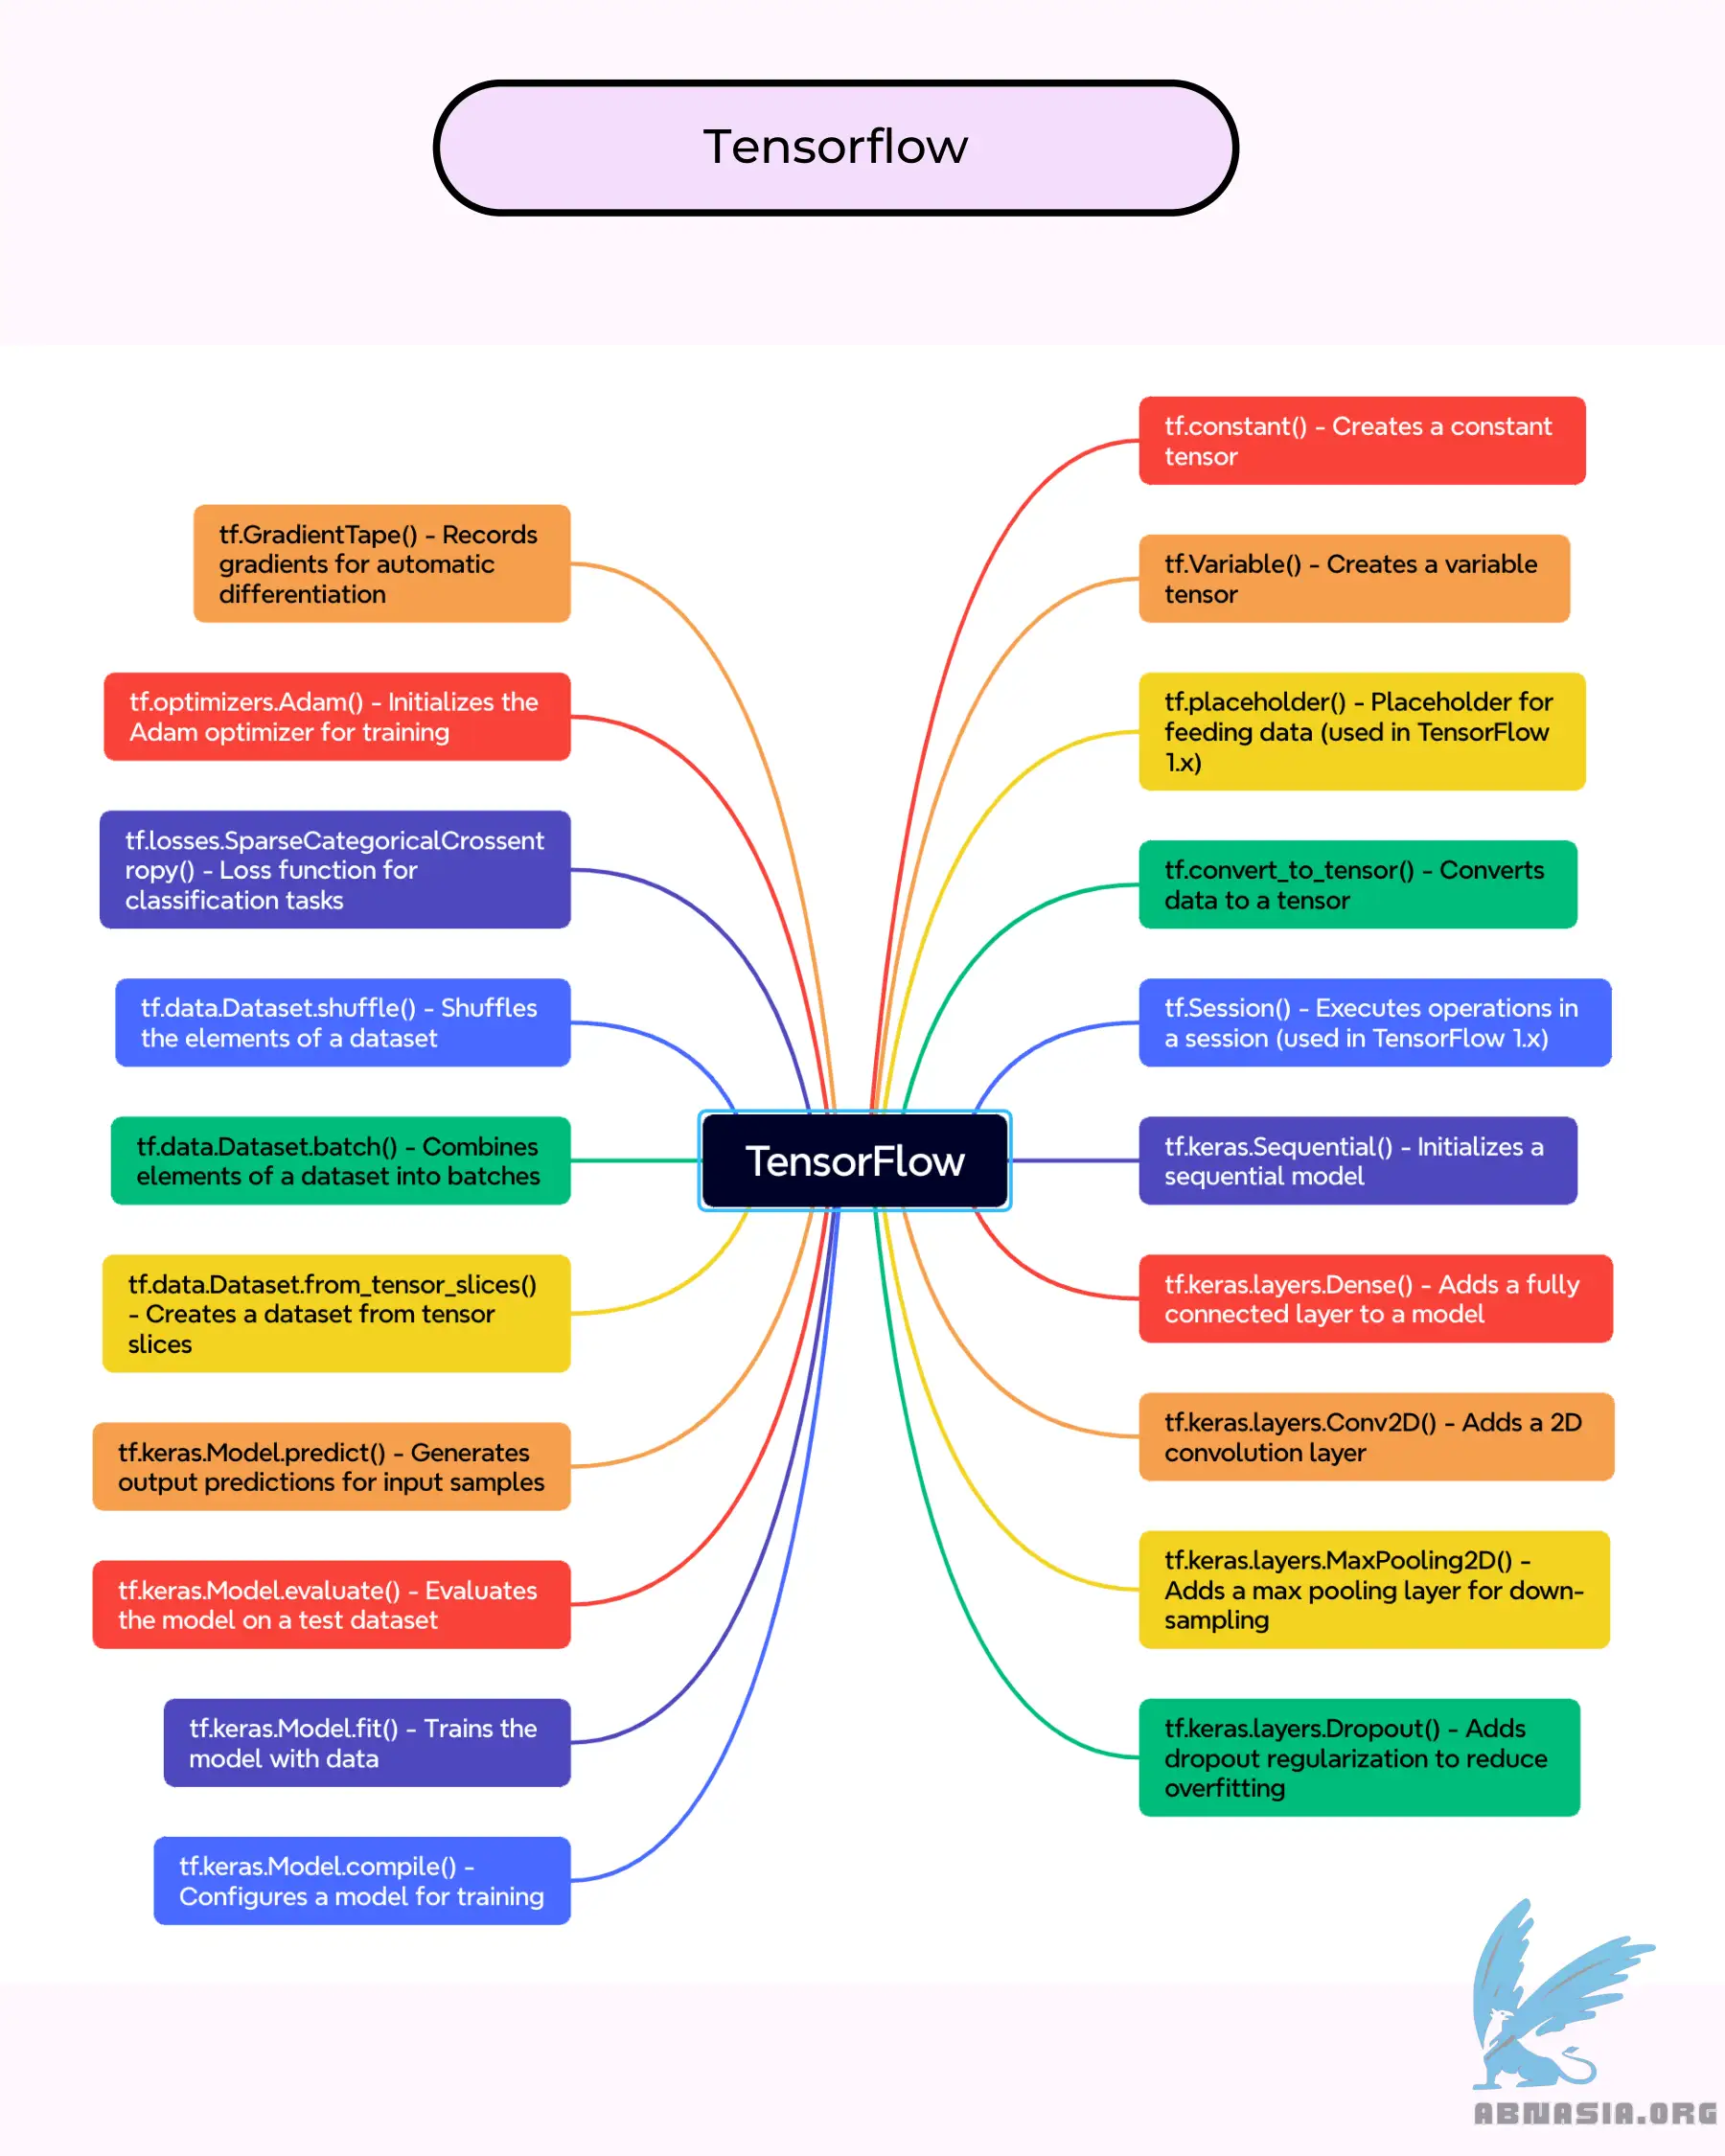 Tensorflow
tf.GradientTape() - Records
gradients for automatic
differentiation
tf.optimizers.Adam() - Initializes the
Adam optimizer for training
tf.losses.SparseCategoricalCrossent
ropy() - Loss function for
classification tasks
tf.data.Dataset.shuffle() - Shuffles
the elements of a dataset
tf.data.Dataset.batch() - Combines
elements of a dataset into batches
tf.data.Dataset.from_tensor_slices()
- Creates a dataset from tensor
slices
tf.keras.Model.predict() - Generates
output predictions for input samples
tf.keras.Model.evaluate() - Evaluates
the model on a test dataset
tf.keras.Model.fit() - Trains the
model with data
tf.keras.Model.compile() -
Configures a model for training
TensorFlow
tf.constant() - Creates a constant
tensor
tf.Variable() - Creates a variable
tensor
tf.placeholder() - Placeholder for
feeding data (used in TensorFlow
1.x)
tf.convert_to_tensor() - Converts
data to a tensor
tf.Session() - Executes operations in
a session (used in TensorFlow 1.x)
tf.keras.Sequential() - Initializes a
sequential model
tf.keras.layers.Dense() - Adds a fully
connected layer to a model
tf.keras.layers.Conv2D() - Adds a 2D
convolution layer
tf.keras.layers.MaxPooling2D() -
Adds a max pooling layer for down-
sampling
tf.keras.layers.Dropout() - Adds
dropout regularization to reduce
overfitting
ABNASIA.ORG